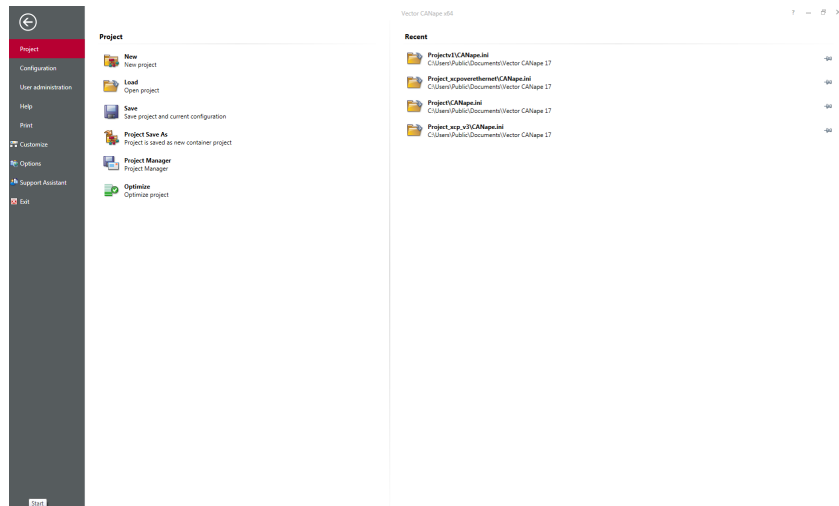 Vector CANape x64
?
Project
Configuration
User administration
Help
Print
Customize
Options
Support Assistant
Exit
Start
Project
New
New project
Load
Open project
Save
Save project and current configuration
Project Save As
Project is saved as new container project
Project Manager
Project Manager
Optimize
Optimize project
Recent
Projectv1\CANape.ini
C:\Users\Public\Documents\Vector CANape 17
Project_xcpoverethernet\CANape.ini
C:\Users\Public\Documents\Vector CANape 17
Project\CANape.ini
C:\Users\Public\Documents\Vector CANape 17
Project_xcp_v3\CANape.ini
C:\Users\Public\Documents\Vector CANape 17